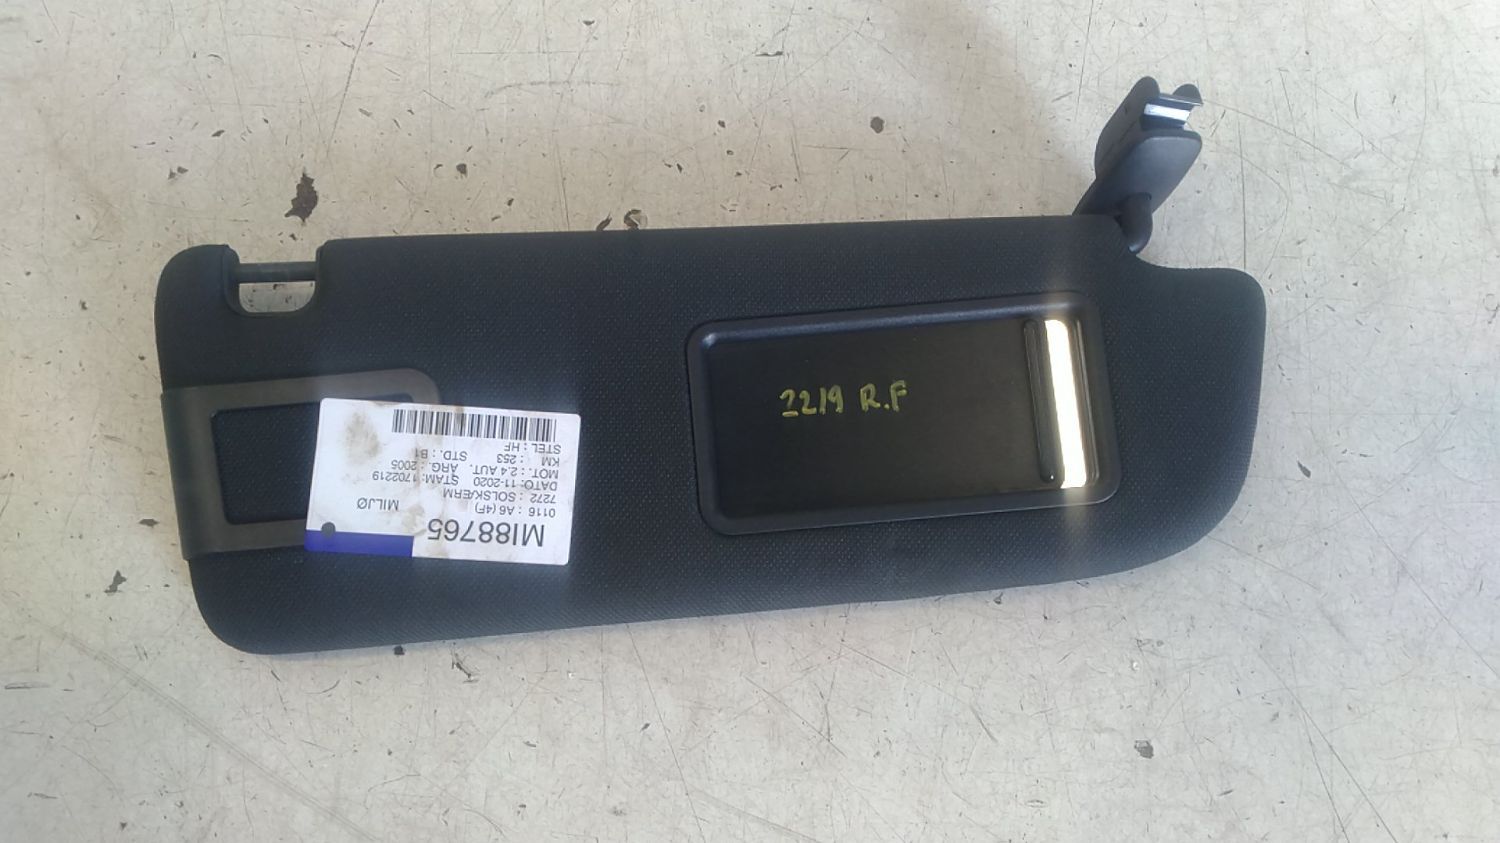 MI88765
0116 : A6 (4F) MILJØ
7272 : SOLSKÆRM
DATO: 11-2020 STAM: 1702219
MOT. : 2.4 AUT. ARG. 2005
KM : 253 STD. : B1
STEL : HF
2219 R.F